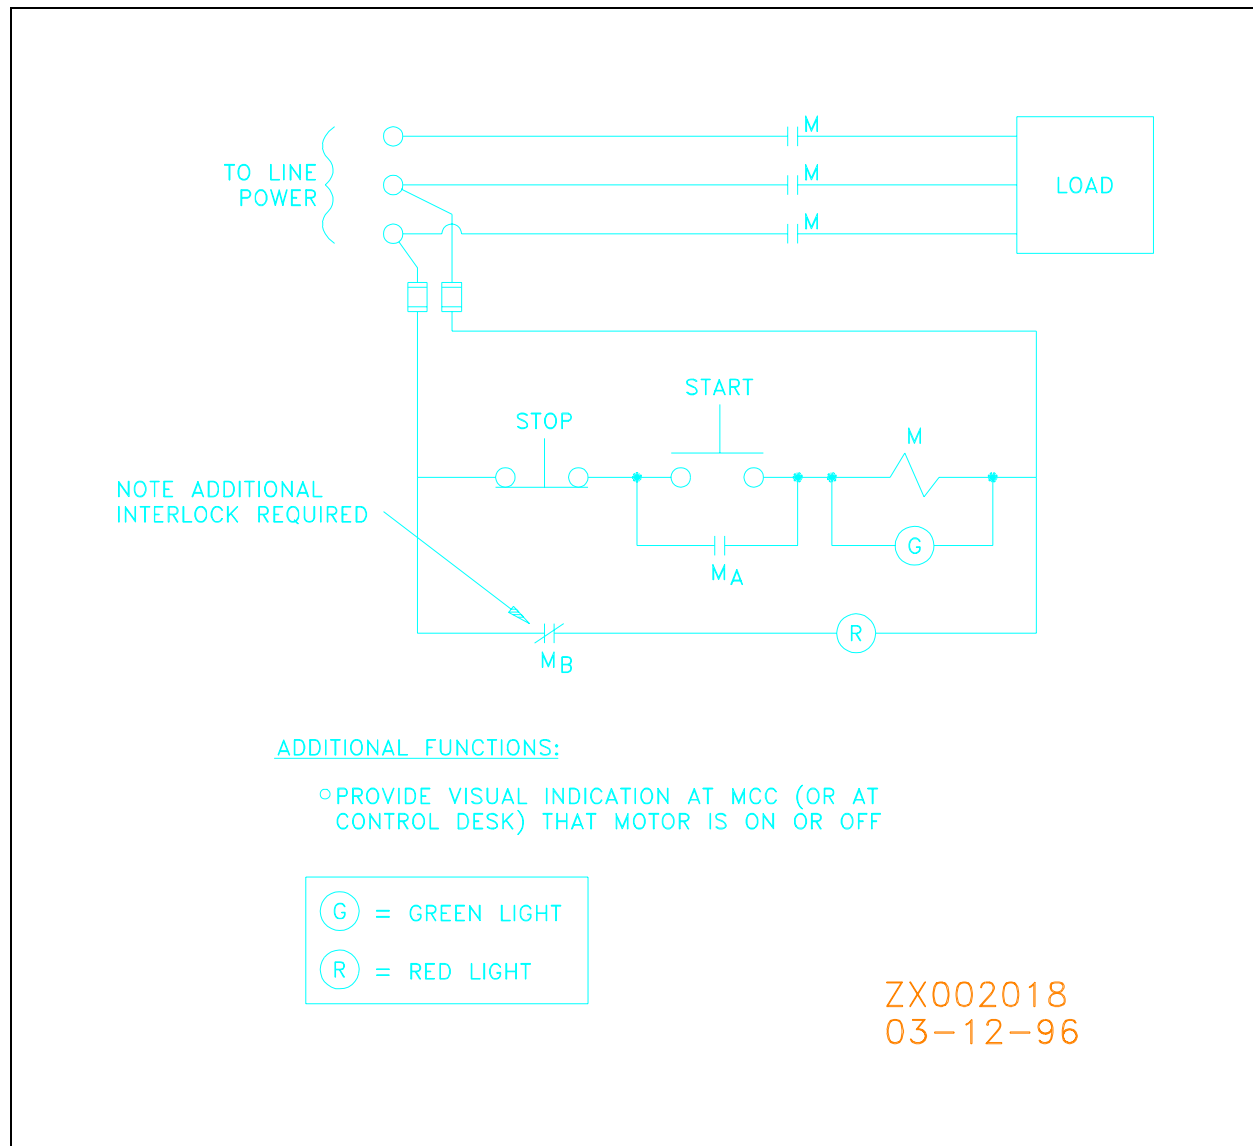 M
TO LINE
POWER
M
LOAD
M
START
STOP
M
NOTE ADDITIONAL
INTERLOCK REQUIRED
G
MA
R
MB
ADDITIONAL FUNCTIONS:
PROVIDE VISUAL INDICATION AT MCC (OR AT
CONTROL DESK) THAT MOTOR IS ON OR OFF
G = GREEN LIGHT
R = RED LIGHT
ZX002018
03-12-96